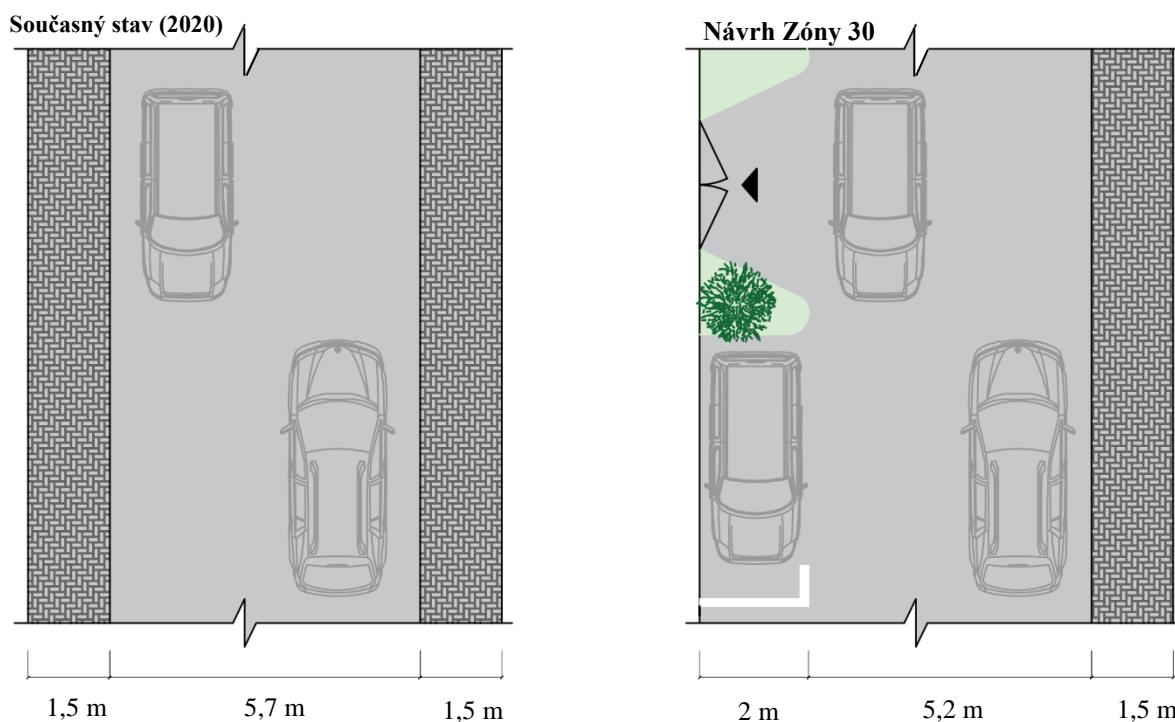 Současný stav (2020)
Návrh Zóny 30
1,5 m
5,7 m
1,5 m
2 m
5,2 m
1,5 m